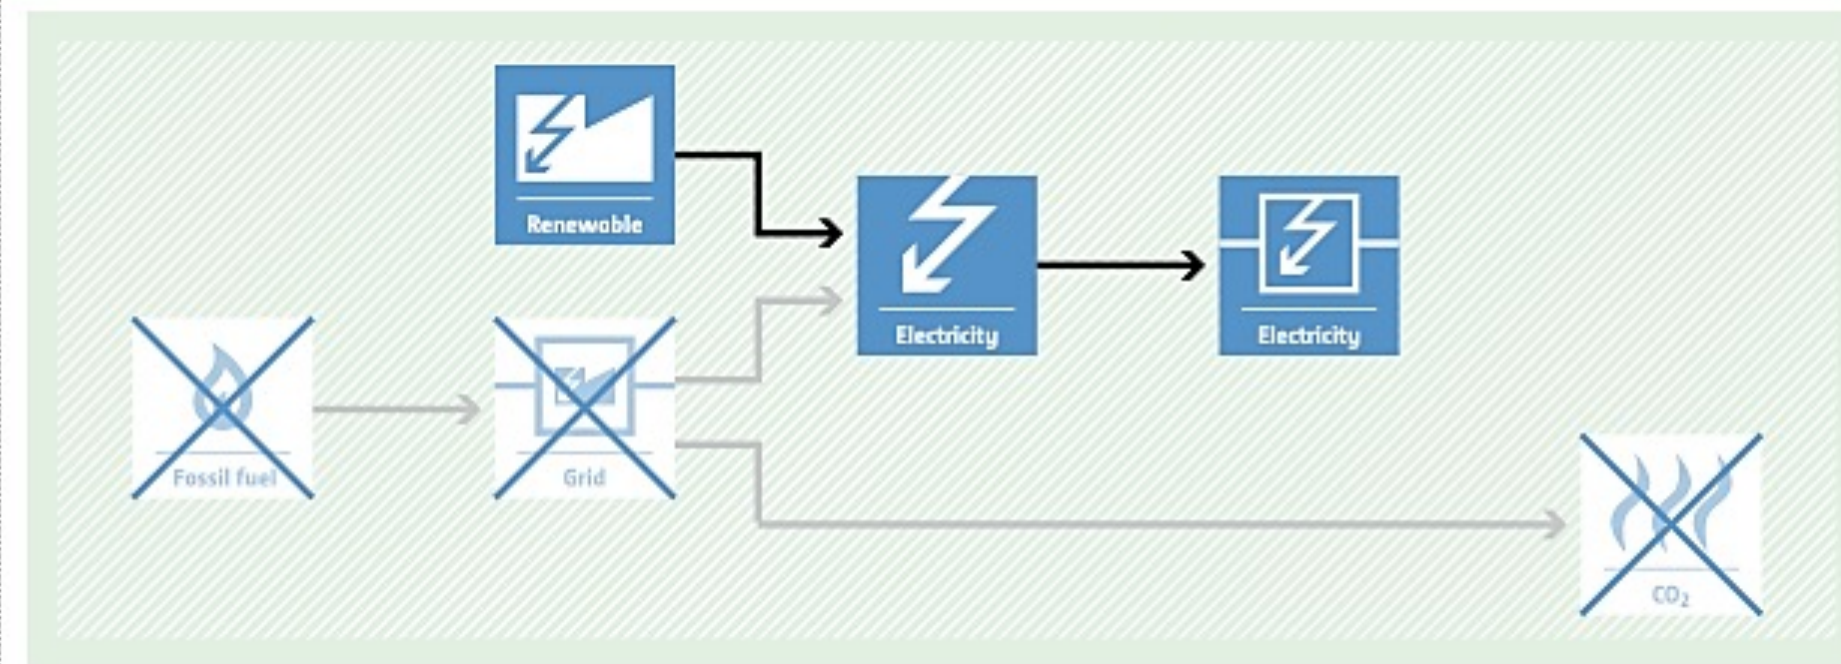 Renewable
Electricity
Electricity
Fossil fuel
Grid
CO₂